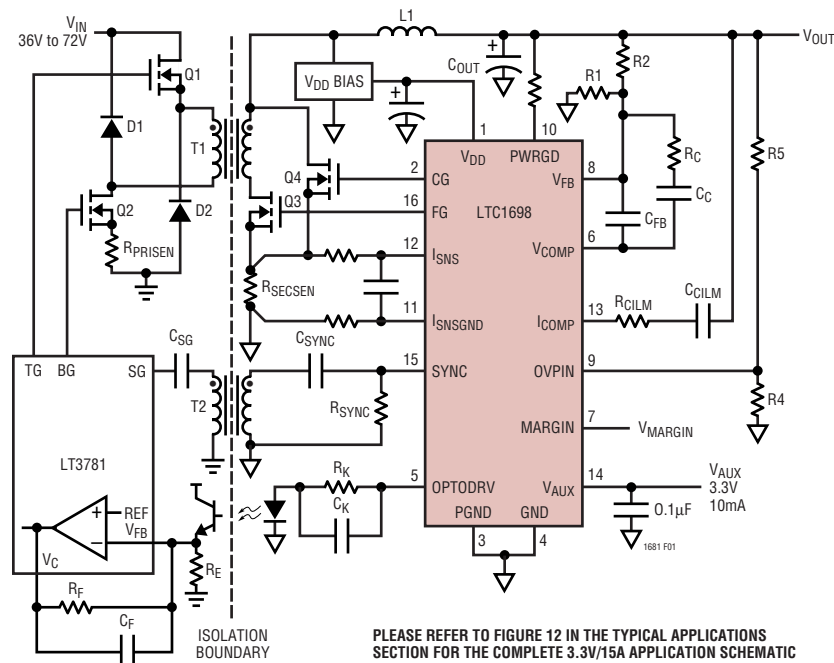 VIN
36V to 72V
L1
VOUT
Q1
VDD BIAS
COUT
+
+
R1
R2
D1
T1
1
10
VDD
PWRGD
RC
R5
Q4
2
CG
VFB
8
CC
Q2
Q3
16
FG
LTC1698
CFB
D2
RPRISEN
12
ISNS
VCOMP
6
RSECSEN
RCILM
CCILM
11
ISNSGND
ICOMP
13
CSG
CSYNC
TG
BG
SG
15
SYNC
OVPIN
9
T2
RSYNC
R4
MARGIN
7
VMARGIN
LT3781
RK
5
OPTODRV
VAUX
14
VAUX
3.3V
10mA
+
REF
CK
PGND
GND
0.1µF
–
VFB
VC
3
4
1681 F01
RE
RF
CF
ISOLATION
BOUNDARY
PLEASE REFER TO FIGURE 12 IN THE TYPICAL APPLICATIONS
SECTION FOR THE COMPLETE 3.3V/15A APPLICATION SCHEMATIC